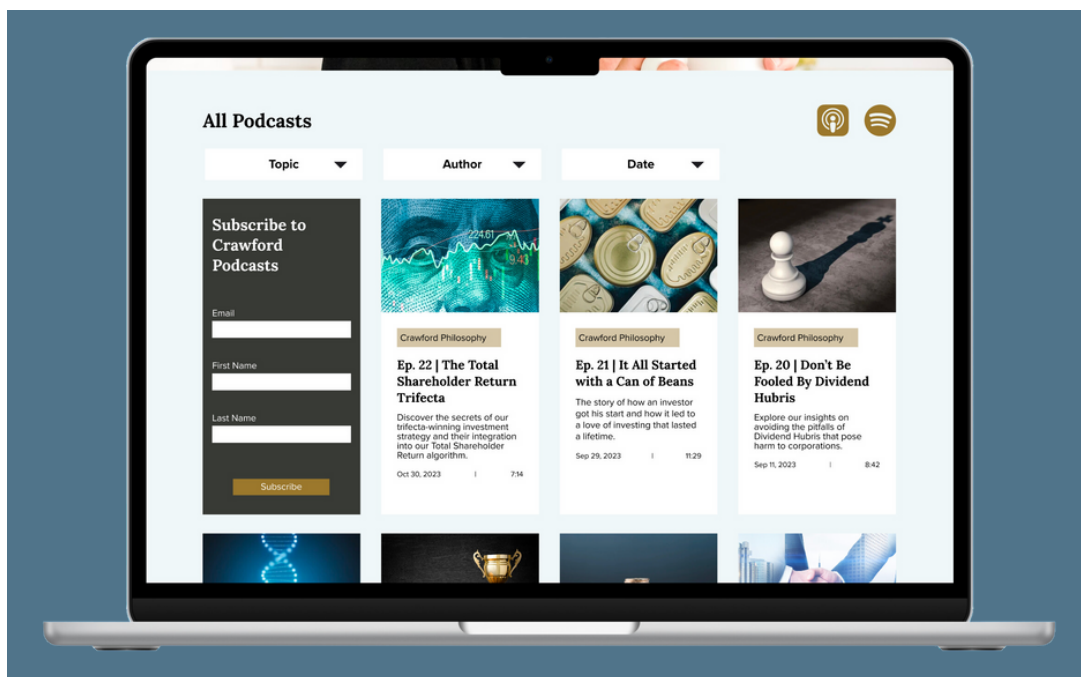 All Podcasts
Topic
Author
Date
Subscribe to
Crawford
Podcasts
Email
First Name
Last Name
Subscribe
224.61
9.43
Crawford Philosophy
Ep. 22 | The Total
Shareholder Return
Trifecta
Discover the secrets of our
trifecta-winning investment
strategy and their integration
into our Total Shareholder
Return algorithm.
Oct 30, 2023 | 7:14
Crawford Philosophy
Ep. 21 | It All Started
with a Can of Beans
The story of how an investor
got his start and how it led to
a love of investing that lasted
a lifetime.
Sep 29, 2023 | 11:29
Crawford Philosophy
Ep. 20 | Don’t Be
Fooled By Dividend
Hubris
Explore our insights on
avoiding the pitfalls of
Dividend Hubris that pose
harm to corporations.
Sep 11, 2023 | 8:42